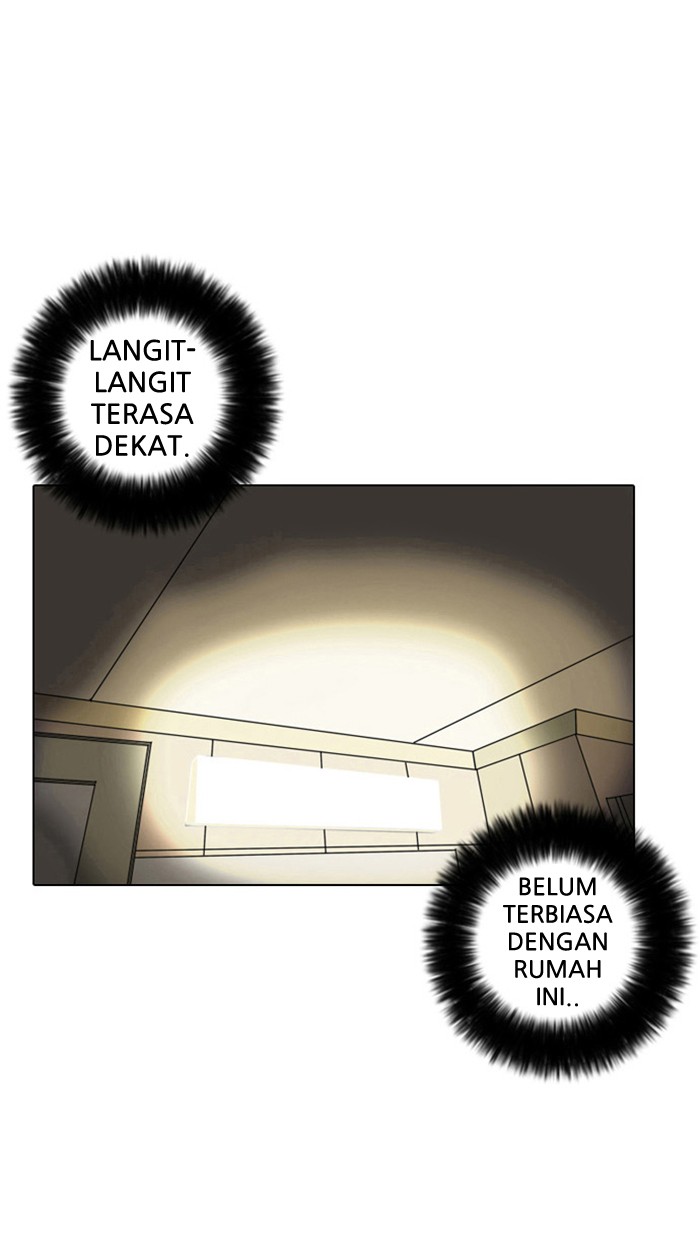 LANGIT-
LANGIT
TERASA
DEKAT.
BELUM
TERBIASA
DENGAN
RUMAH
INI..